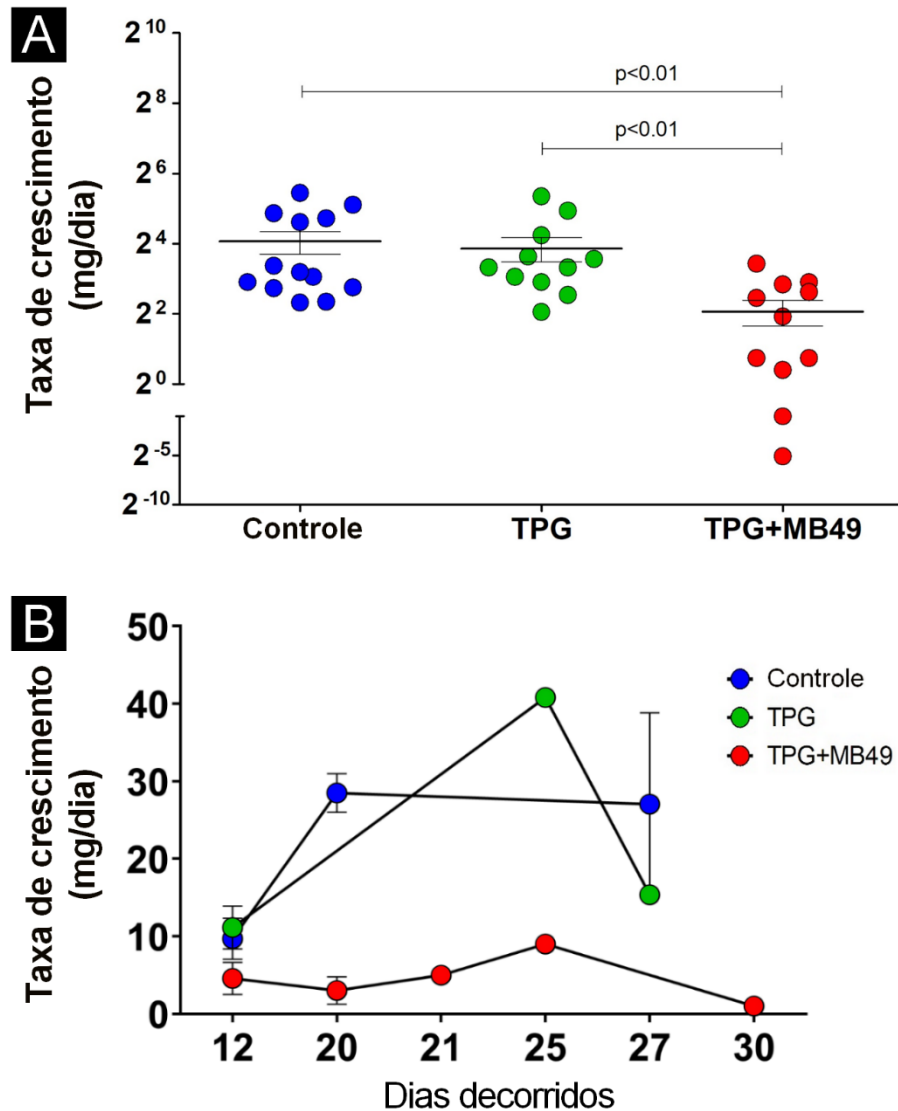 A
Taxa de crescimento
(mg/dia)
2^10
2^8
2^6
2^4
2^2
2^0
2^-5
2^-10
p<0.01
p<0.01
Controle TPG TPG+MB49
B
Taxa de crescimento
(mg/dia)
50
40
30
20
10
0
Controle
TPG
TPG+MB49
12 20 21 25 27 30
Dias decorridos